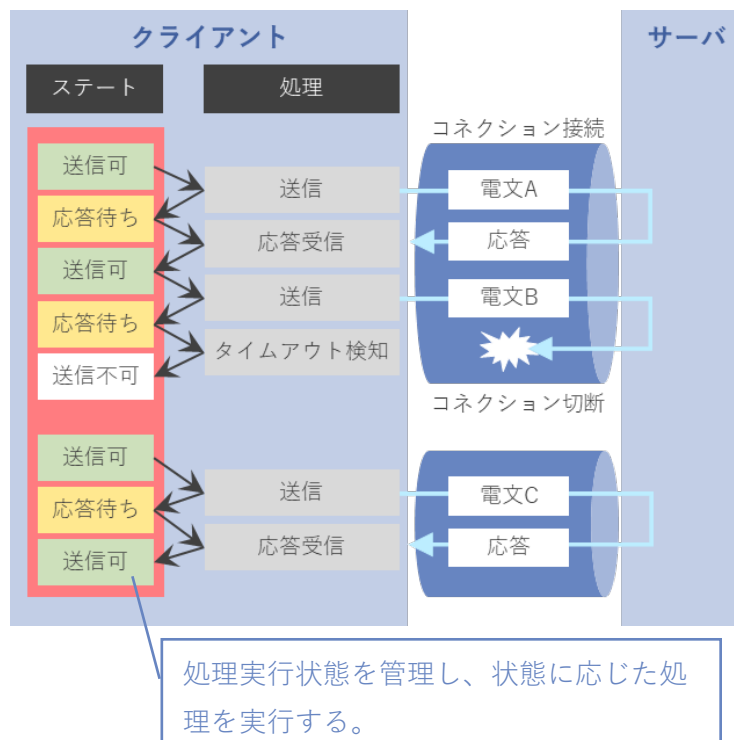 クライアント
サーバ
ステート
処理
コネクション接続
送信可
送信
電文A
応答待ち
応答受信
応答
送信可
送信
電文B
応答待ち
タイムアウト検知
送信不可
コネクション切断
送信可
送信
電文C
応答待ち
応答受信
応答
送信可
処理実行状態を管理し、状態に応じた処
理を実行する。